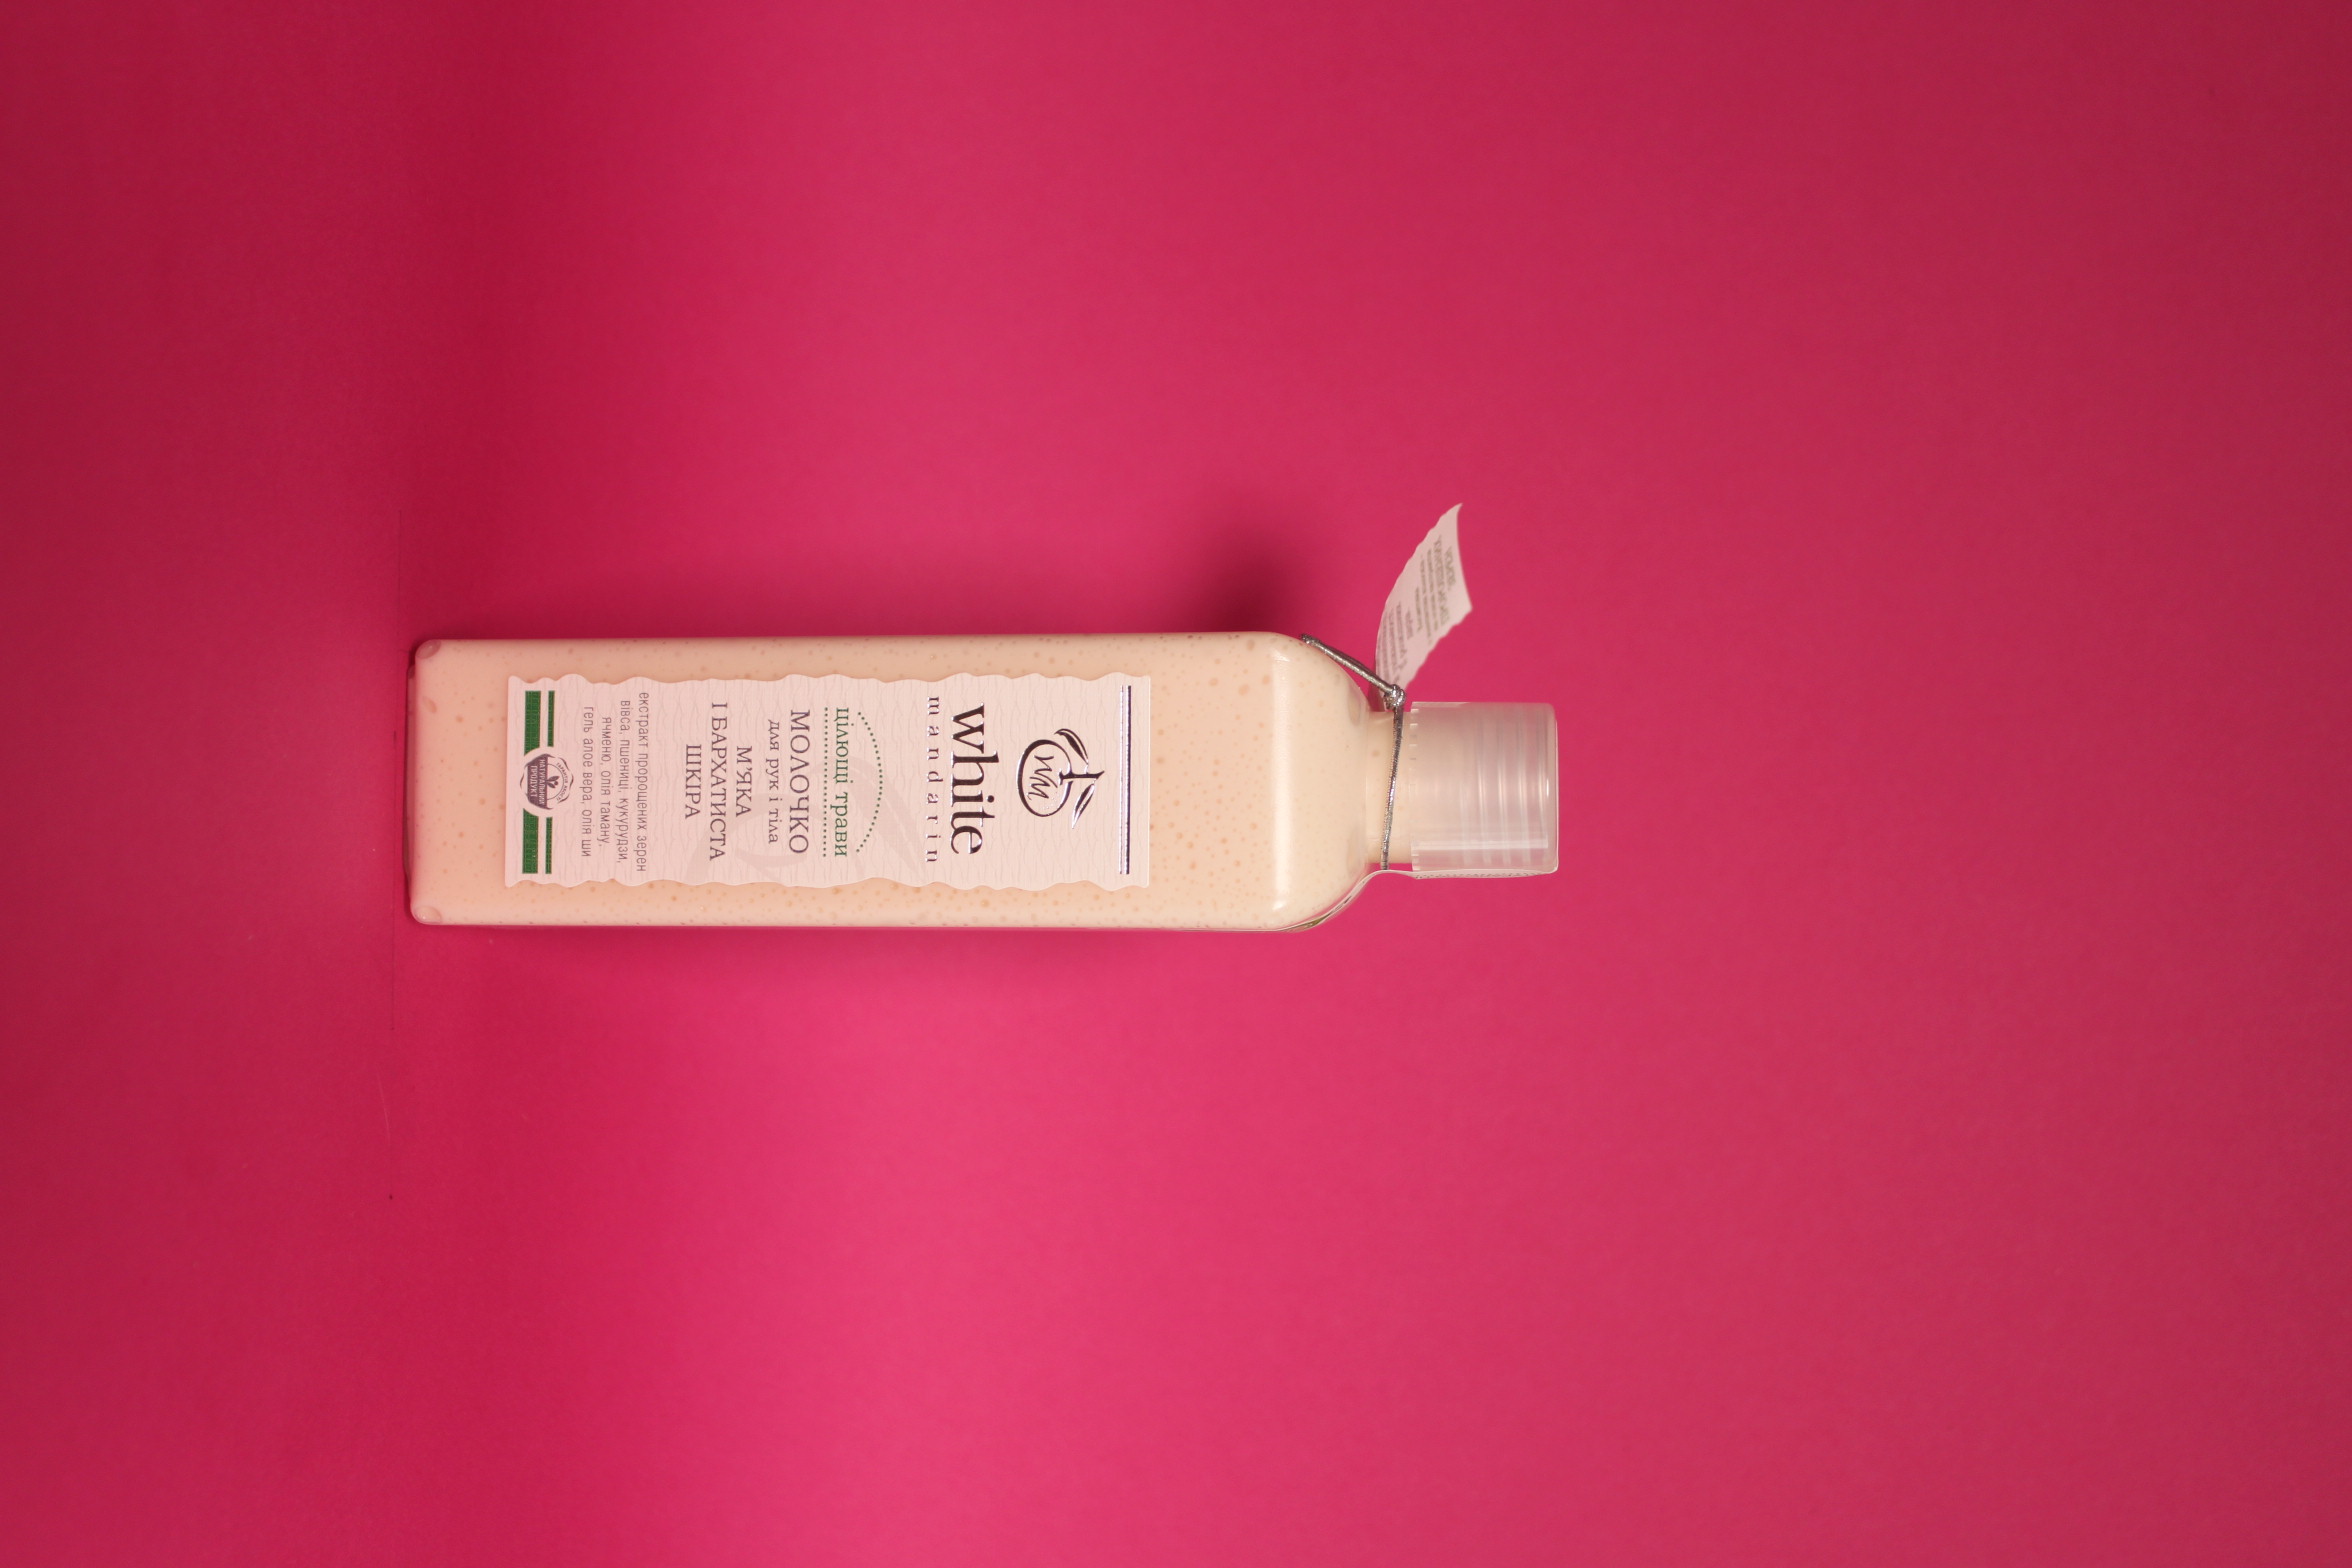 WM
white
mandarin
цілющі трави
МОЛОЧКО
для рук і тіла
М'ЯКА
І БАРХАТИСТА
ШКІРА
екстракт пророщених зерен
вівса, пшениці, кукурудзи,
ячменю, олія таману,
гель алое вера, олія ши
НАТУРАЛЬНИЙ
ПРОДУКТ